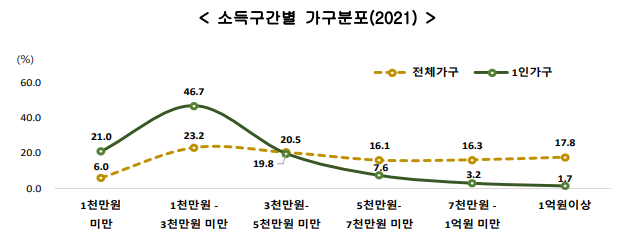 < 소득구간별 가구분포(2021) >
(%)
전체가구 1인가구
60.0
40.0
20.0
0.0
21.0 46.7 20.5 16.1 16.3 17.8
6.0 23.2 19.8 7.6 3.2 1.7
1천만원 1천만원 - 3천만원- 5천만원- 7천만원 - 1억원이상
미만 3천만원 미만 5천만원 미만 7천만원 미만 1억원 미만